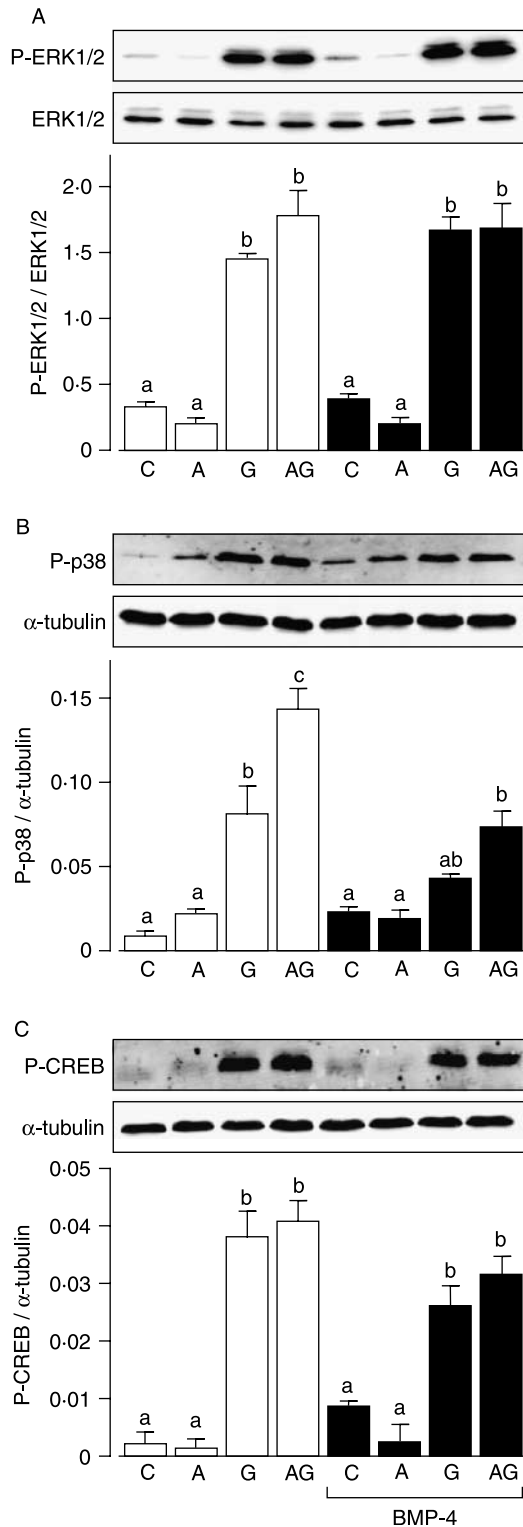 A
P-ERK1/2
ERK1/2
b
b b b
2·0
1·5
1·0
0·5
0
P-ERK1/2 / ERK1/2
a a a a
C A G AG C A G AG
B
P-p38
α-tubulin
c
0·15
0·10
0·05
0
P-p38 / α-tubulin
b b
ab
a a a a
C A G AG C A G AG
C
P-CREB
α-tubulin
0·05
0·04
0·03
0·02
0·01
0
P-CREB / α-tubulin
b b b b
a a a a
C A G AG C A G AG
BMP-4